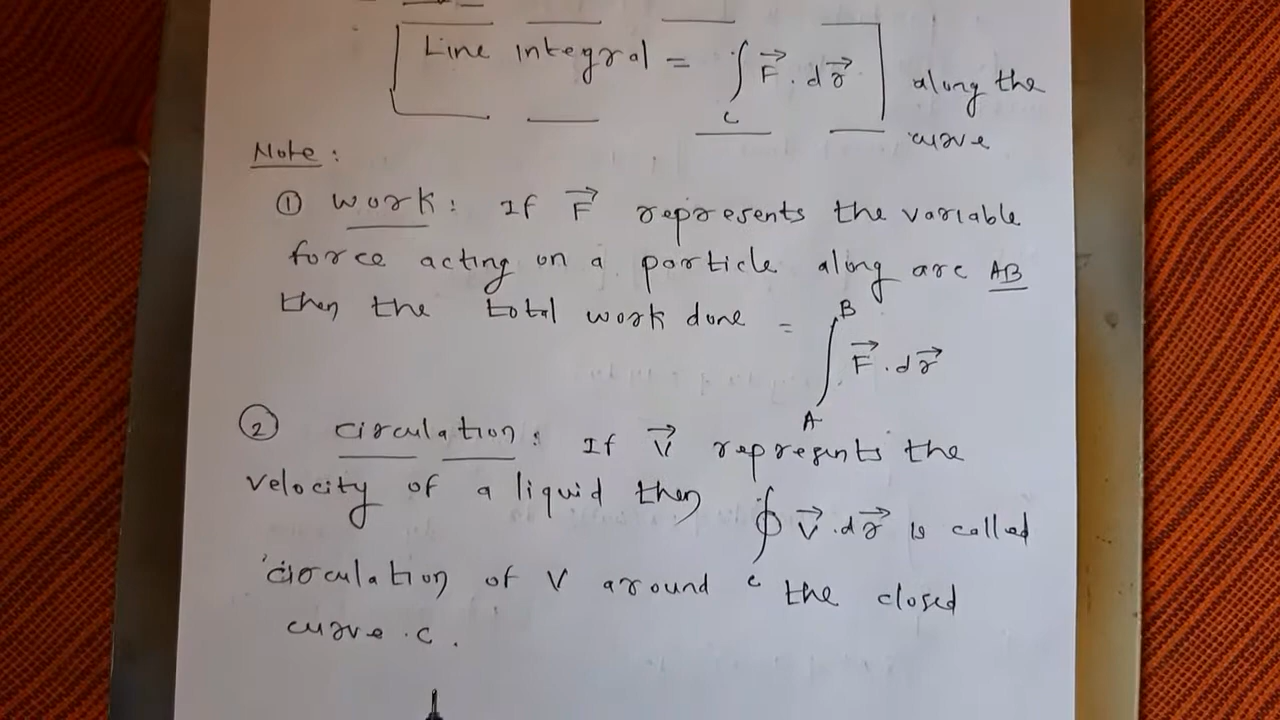 Line integral = ∫_c F⃗ . dr⃗ along the
curve
Note :
① work : If F⃗ represents the variable
force acting on a particle along arc AB
then the total work done = ∫_A^B F⃗ . dr⃗
② circulation : If V⃗ represents the
velocity of a liquid then ∮_c V⃗ . dr⃗ is called
circulation of V around the closed
curve .c .